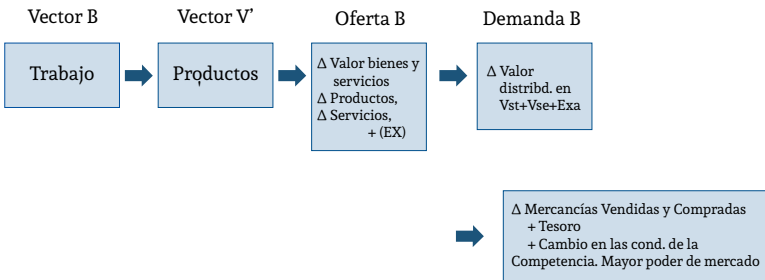 Vector B
Vector V’
Oferta B
Demanda B
Trabajo
Productos
Δ Valor bienes y
servicios
Δ Productos,
Δ Servicios,
+ (EX)
Δ Valor
distribd. en
Vst+Vse+Exa
Δ Mercancías Vendidas y Compradas
+ Tesoro
+ Cambio en las cond. de la
Competencia. Mayor poder de mercado